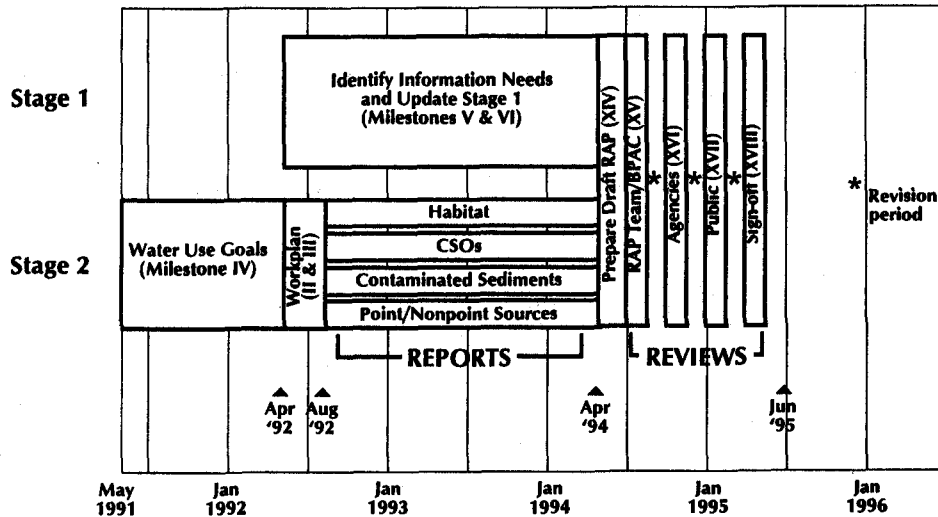 Stage 1
Identify Information Needs
and Update Stage 1
(Milestones V & VI)
Prepare Draft RAP (XIV)
RAP Team/BPAC (XV)
*
Agencies (XVI)
*
Public (XVII)
*
Sign-off (XVIII)
*
Revision
period
Stage 2
Water Use Goals
(Milestone IV)
Workplan
(II & III)
Habitat
CSOs
Contaminated Sediments
Point/Nonpoint Sources
REPORTS
REVIEWS
Apr
'92
Aug
'92
Apr
'94
Jun
'95
May
1991
Jan
1992
Jan
1993
Jan
1994
Jan
1995
Jan
1996